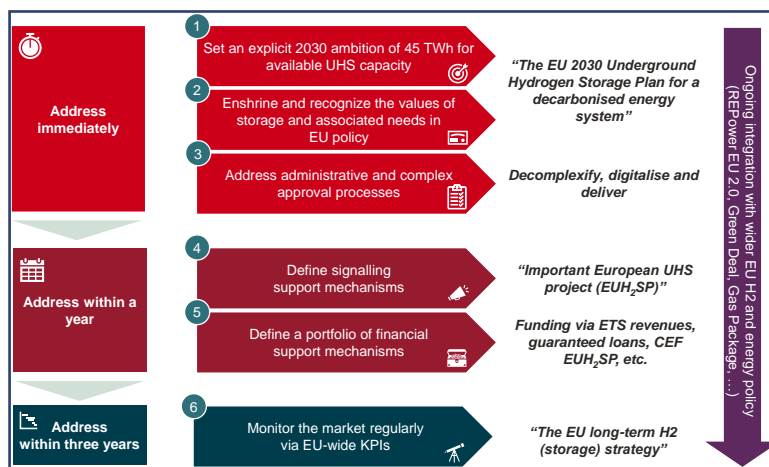 Address
immediately
1
Set an explicit 2030 ambition of 45 TWh for
available UHS capacity
2
Enshrine and recognize the values of
storage and associated needs in
EU policy
"The EU 2030 Underground
Hydrogen Storage Plan for a
decarbonised energy
system"
3
Address administrative and complex
approval processes
Decomplexify, digitalise and
deliver
Address within a
year
4
Define signalling
support mechanisms
"Important European UHS
project (EUH₂SP)"
5
Define a portfolio of financial
support mechanisms
Funding via ETS revenues,
guaranteed loans, CEF
EUH₂SP, etc.
Address
within three years
6
Monitor the market regularly
via EU-wide KPIs
"The EU long-term H2
(storage) strategy"
Ongoing integration with wider EU H2 and energy policy
(REPower EU 2.0, Green Deal, Gas Package, …)